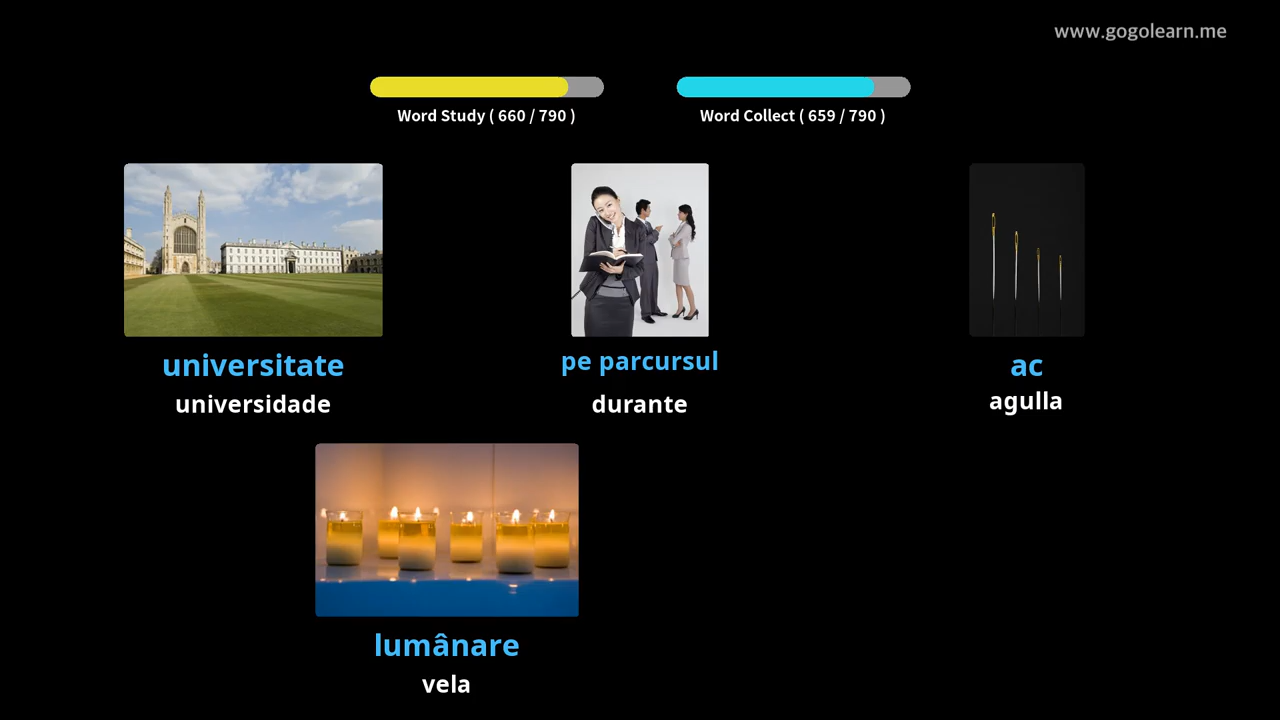 www.gogolearn.me
Word Study ( 660 / 790 )
Word Collect ( 659 / 790 )
universitate
universidade
pe parcursul
durante
ac
agulla
lumânare
vela